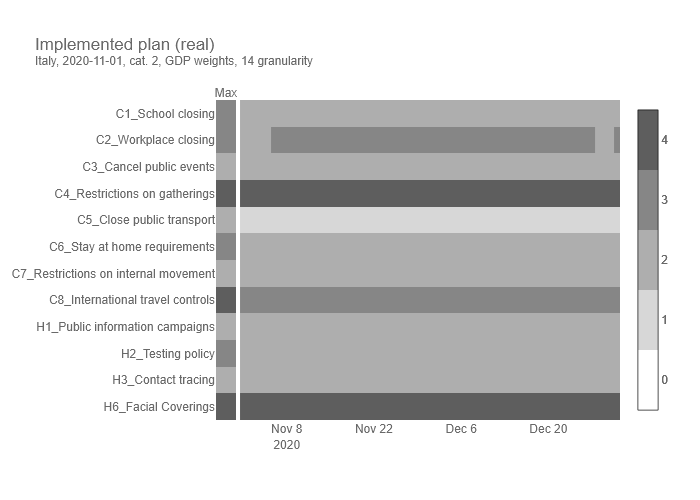 Implemented plan (real)
Italy, 2020-11-01, cat. 2, GDP weights, 14 granularity
Max
C1_School closing
C2_Workplace closing
C3_Cancel public events
C4_Restrictions on gatherings
C5_Close public transport
C6_Stay at home requirements
C7_Restrictions on internal movement
C8_International travel controls
H1_Public information campaigns
H2_Testing policy
H3_Contact tracing
H6_Facial Coverings
4
3
2
1
0
Nov 8 Nov 22 Dec 6 Dec 20
2020